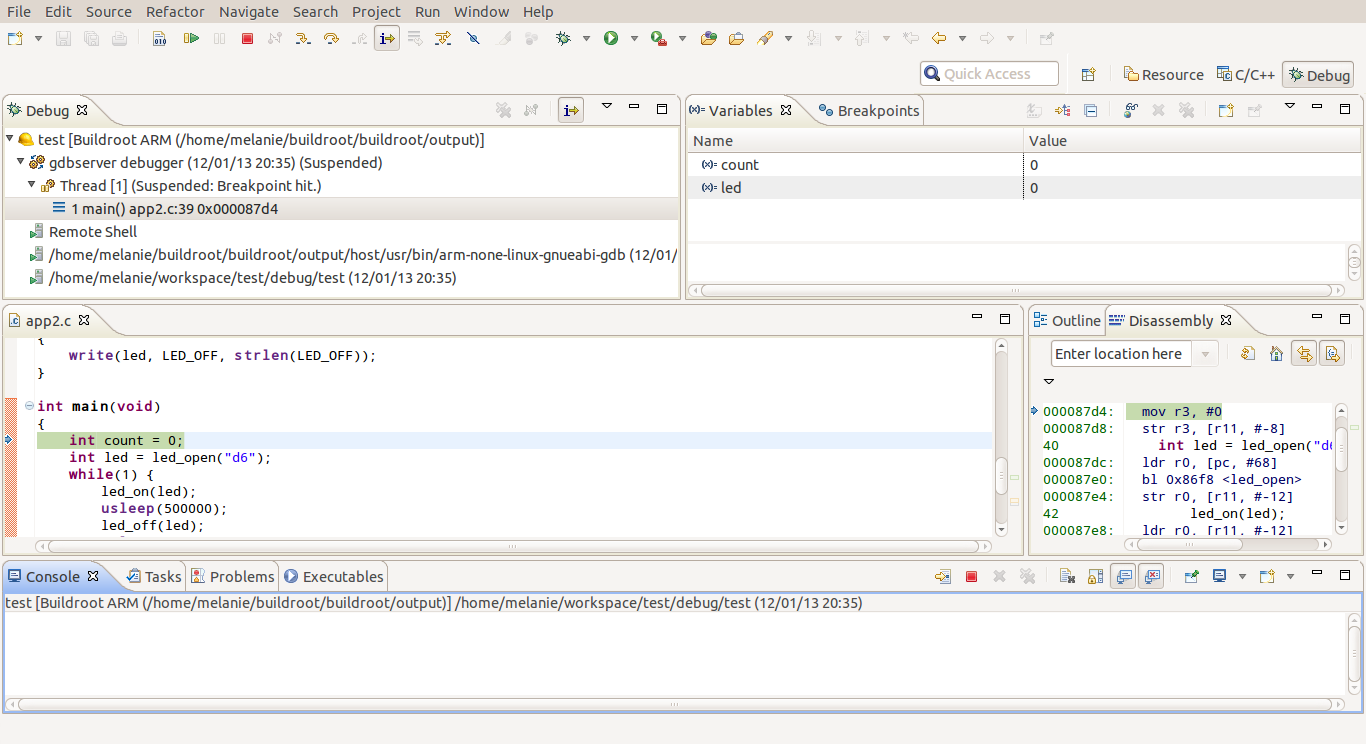 File Edit Source Refactor Navigate Search Project Run Window Help
Quick Access
Resource C/C++ Debug
Debug
test [Buildroot ARM (/home/melanie/buildroot/buildroot/output)]
gdbserver debugger (12/01/13 20:35) (Suspended)
Thread [1] (Suspended: Breakpoint hit.)
1 main() app2.c:39 0x000087d4
Remote Shell
/home/melanie/buildroot/buildroot/output/host/usr/bin/arm-none-linux-gnueabi-gdb (12/01/
/home/melanie/workspace/test/debug/test (12/01/13 20:35)
(x)= Variables Breakpoints
Name Value
(x)= count 0
(x)= led 0
app2.c
{
write(led, LED_OFF, strlen(LED_OFF));
}
int main(void)
{
int count = 0;
int led = led_open("d6");
while(1) {
led_on(led);
usleep(500000);
led_off(led);
Outline Disassembly
Enter location here
000087d4: mov r3, #0
000087d8: str r3, [r11, #-8]
40 int led = led_open("d6
000087dc: ldr r0, [pc, #68]
000087e0: bl 0x86f8 <led_open>
000087e4: str r0, [r11, #-12]
42 led_on(led);
000087e8: ldr r0, [r11, #-12]
Console Tasks Problems Executables
test [Buildroot ARM (/home/melanie/buildroot/buildroot/output)] /home/melanie/workspace/test/debug/test (12/01/13 20:35)